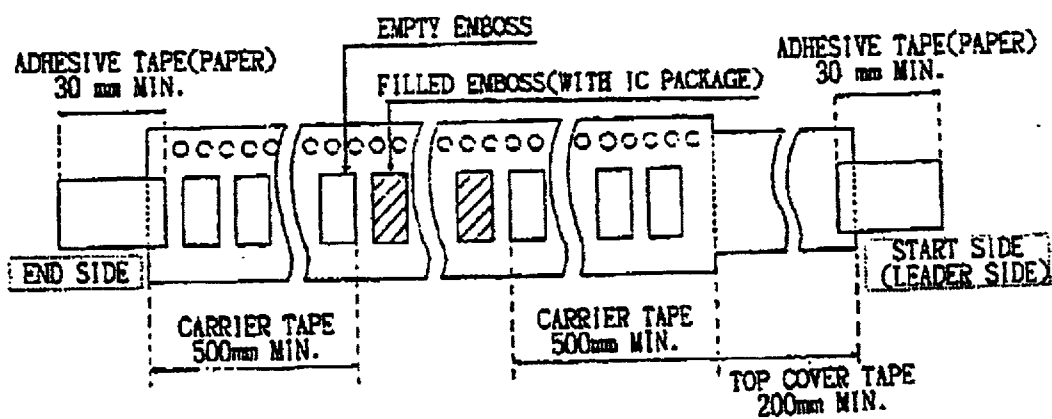 EMPTY EMBOSS
ADHESIVE TAPE(PAPER)
30 mm MIN.
FILLED EMBOSS(WITH IC PACKAGE)
ADHESIVE TAPE(PAPER)
30 mm MIN.
END SIDE
START SIDE
(LEADER SIDE)
CARRIER TAPE
500mm MIN.
CARRIER TAPE
500mm MIN.
TOP COVER TAPE
200mm MIN.